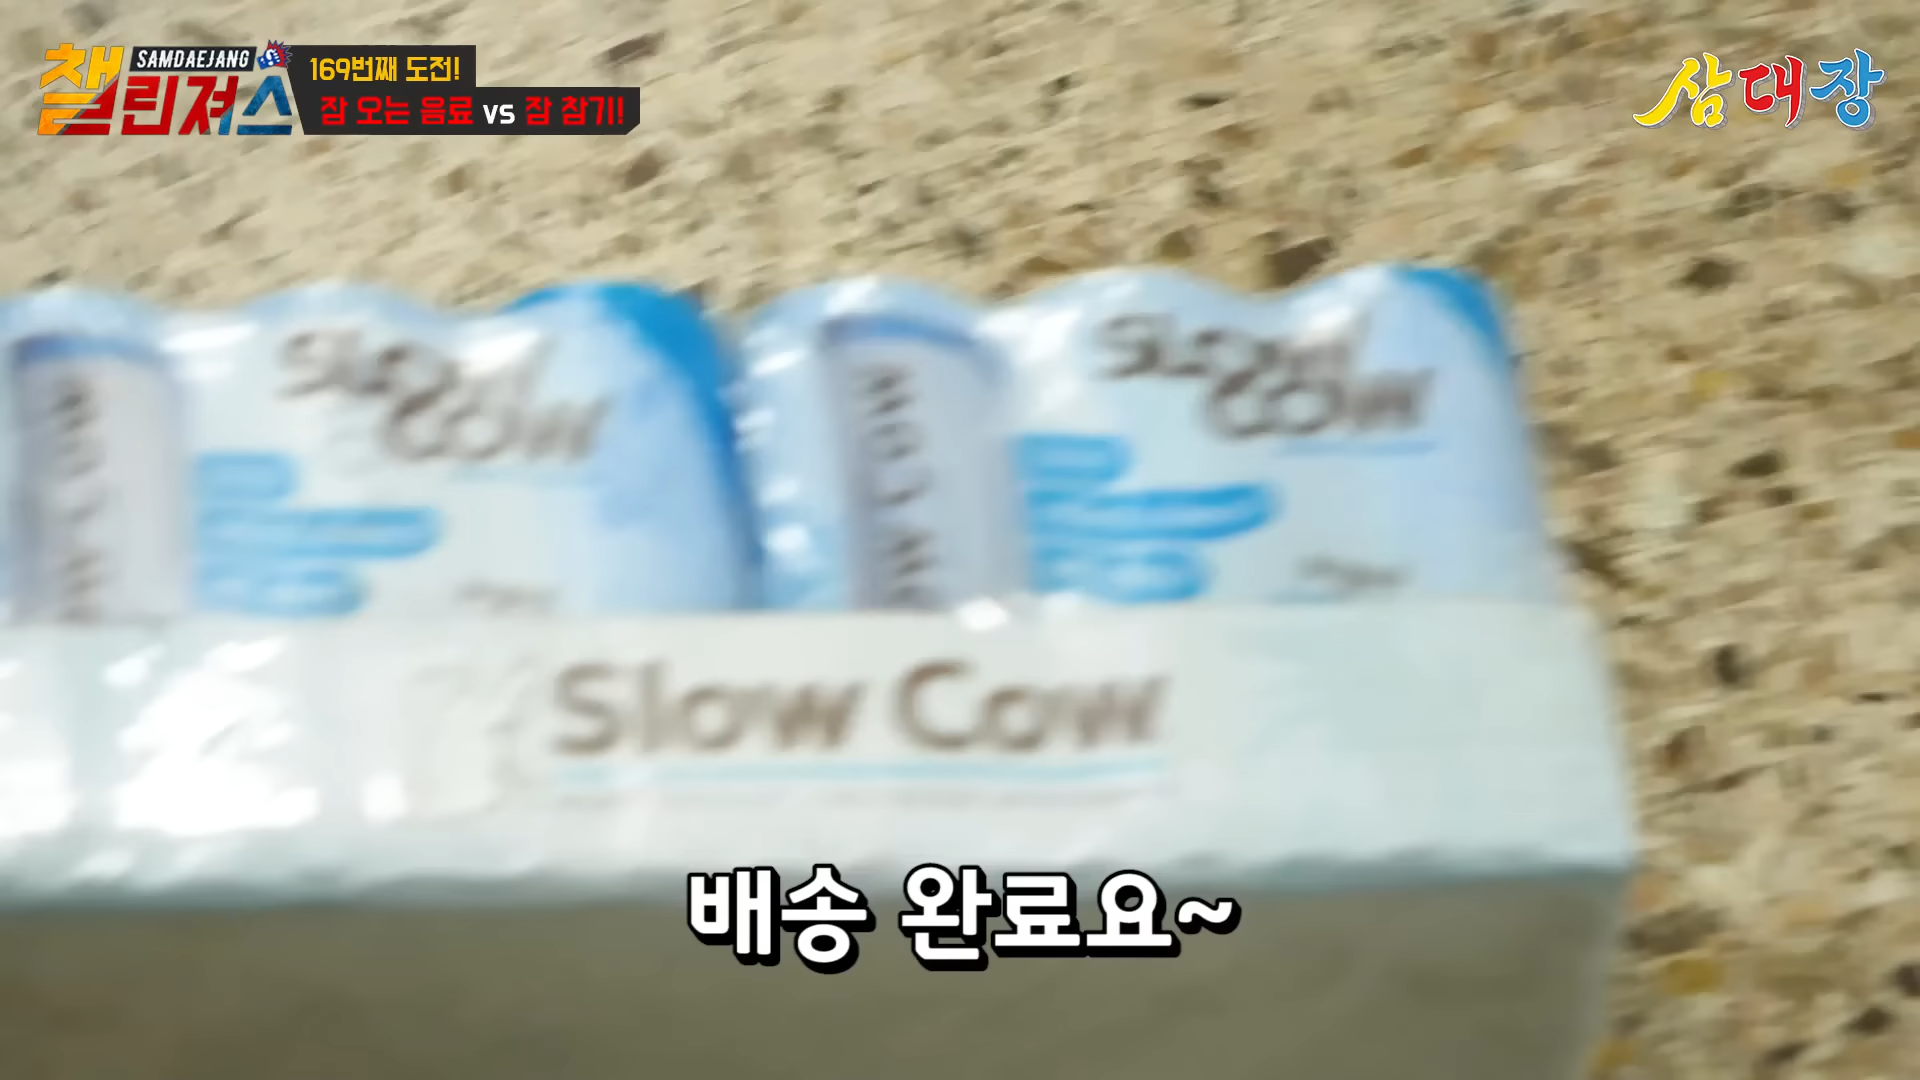 챌린져스
SAMDAEJANG
169번째 도전!
잠 오는 음료 vs 잠 참기!
삼대장
SLOW
COW
SLOW
COW
Slow Cow
배송 완료요~